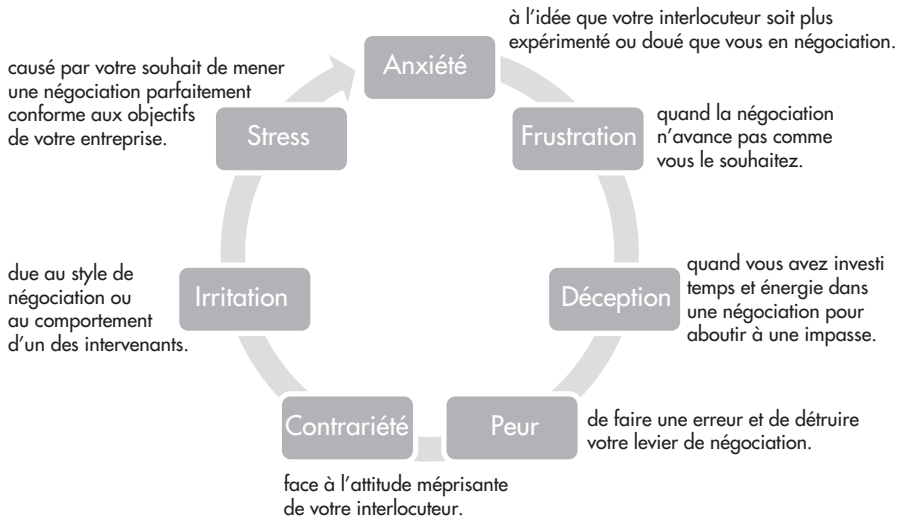 Anxiété
à l'idée que votre interlocuteur soit plus
expérimenté ou doué que vous en négociation.
Frustration
quand la négociation
n'avance pas comme
vous le souhaitez.
Déception
quand vous avez investi
temps et énergie dans
une négociation pour
aboutir à une impasse.
Peur
de faire une erreur et de détruire
votre levier de négociation.
Contrariété
face à l'attitude méprisante
de votre interlocuteur.
Irritation
due au style de
négociation ou
au comportement
d'un des intervenants.
Stress
causé par votre souhait de mener
une négociation parfaitement
conforme aux objectifs
de votre entreprise.